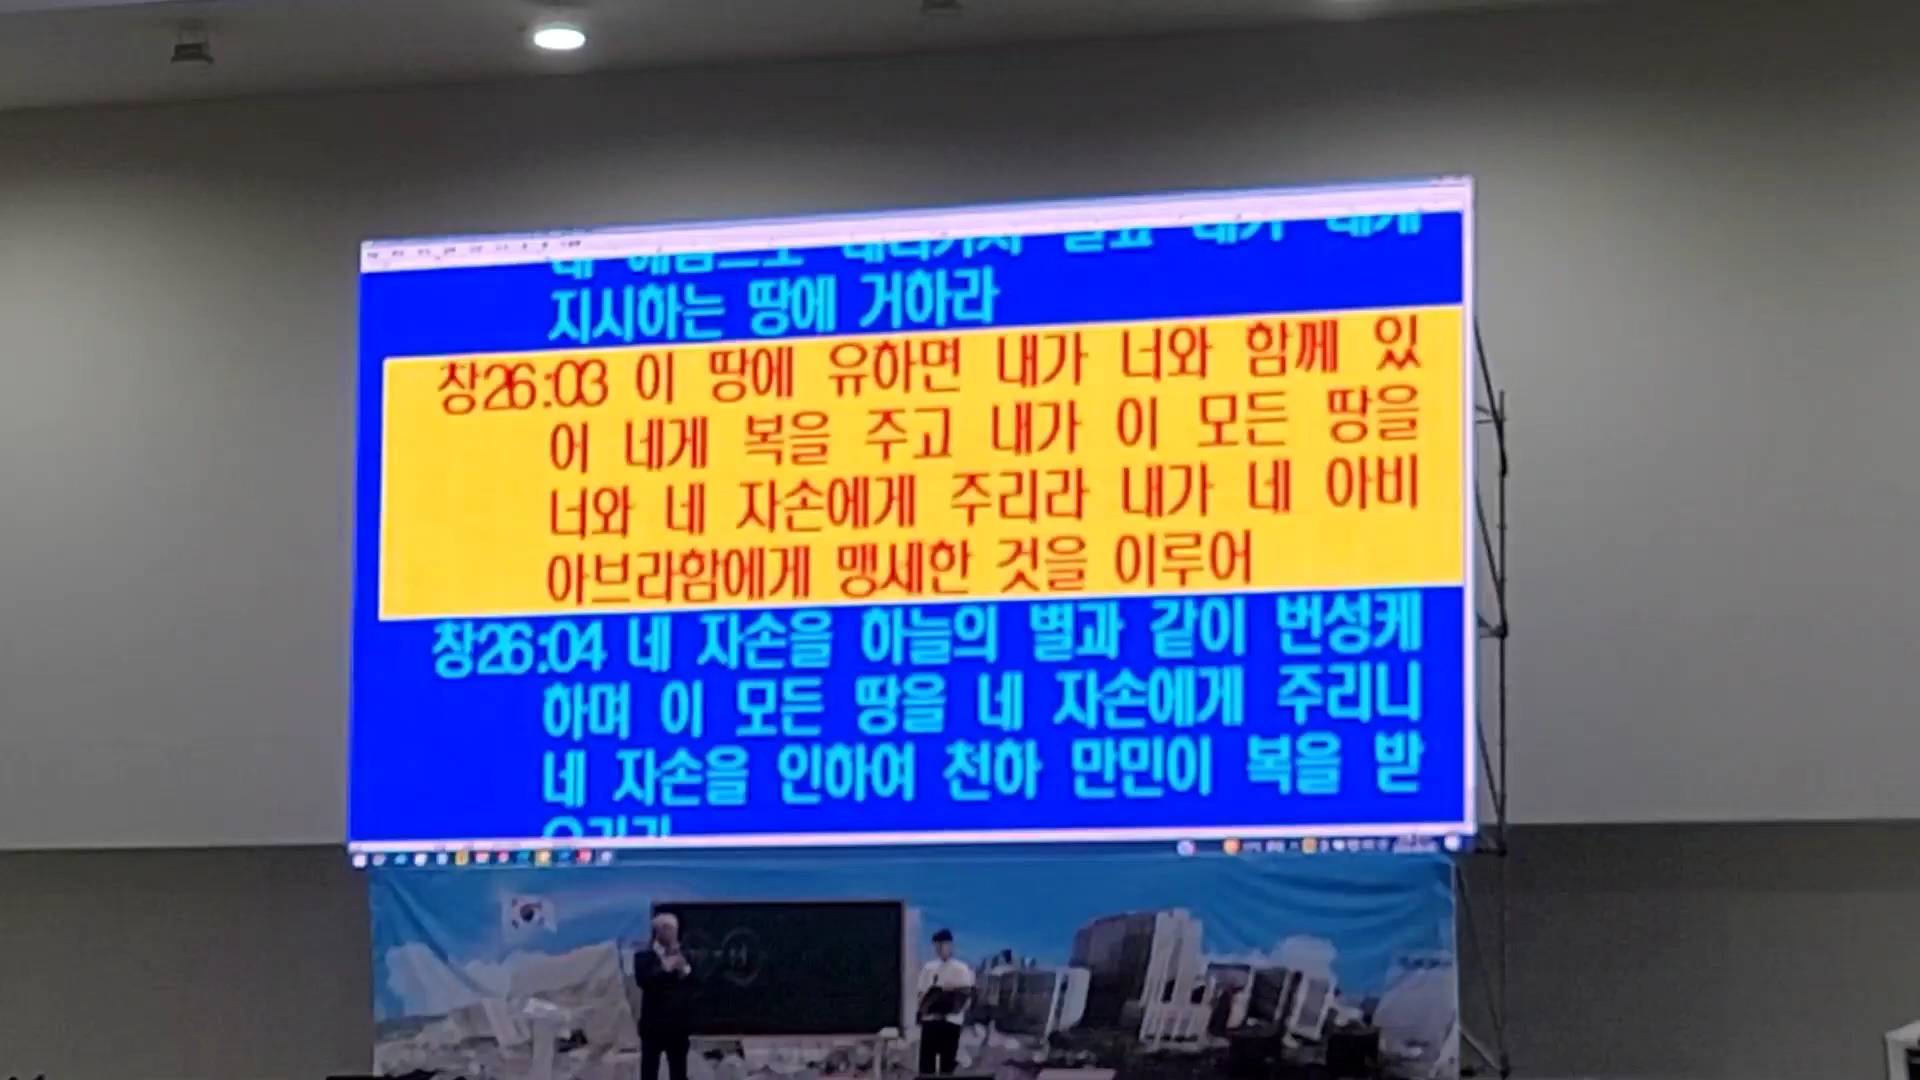 지시하는 땅에 거하라
창26:03 이 땅에 유하면 내가 너와 함께 있
어 네게 복을 주고 내가 이 모든 땅을
너와 네 자손에게 주리라 내가 네 아비
아브라함에게 맹세한 것을 이루어
창26:04 네 자손을 하늘의 별과 같이 번성케
하며 이 모든 땅을 네 자손에게 주리니
네 자손을 인하여 천하 만민이 복을 받